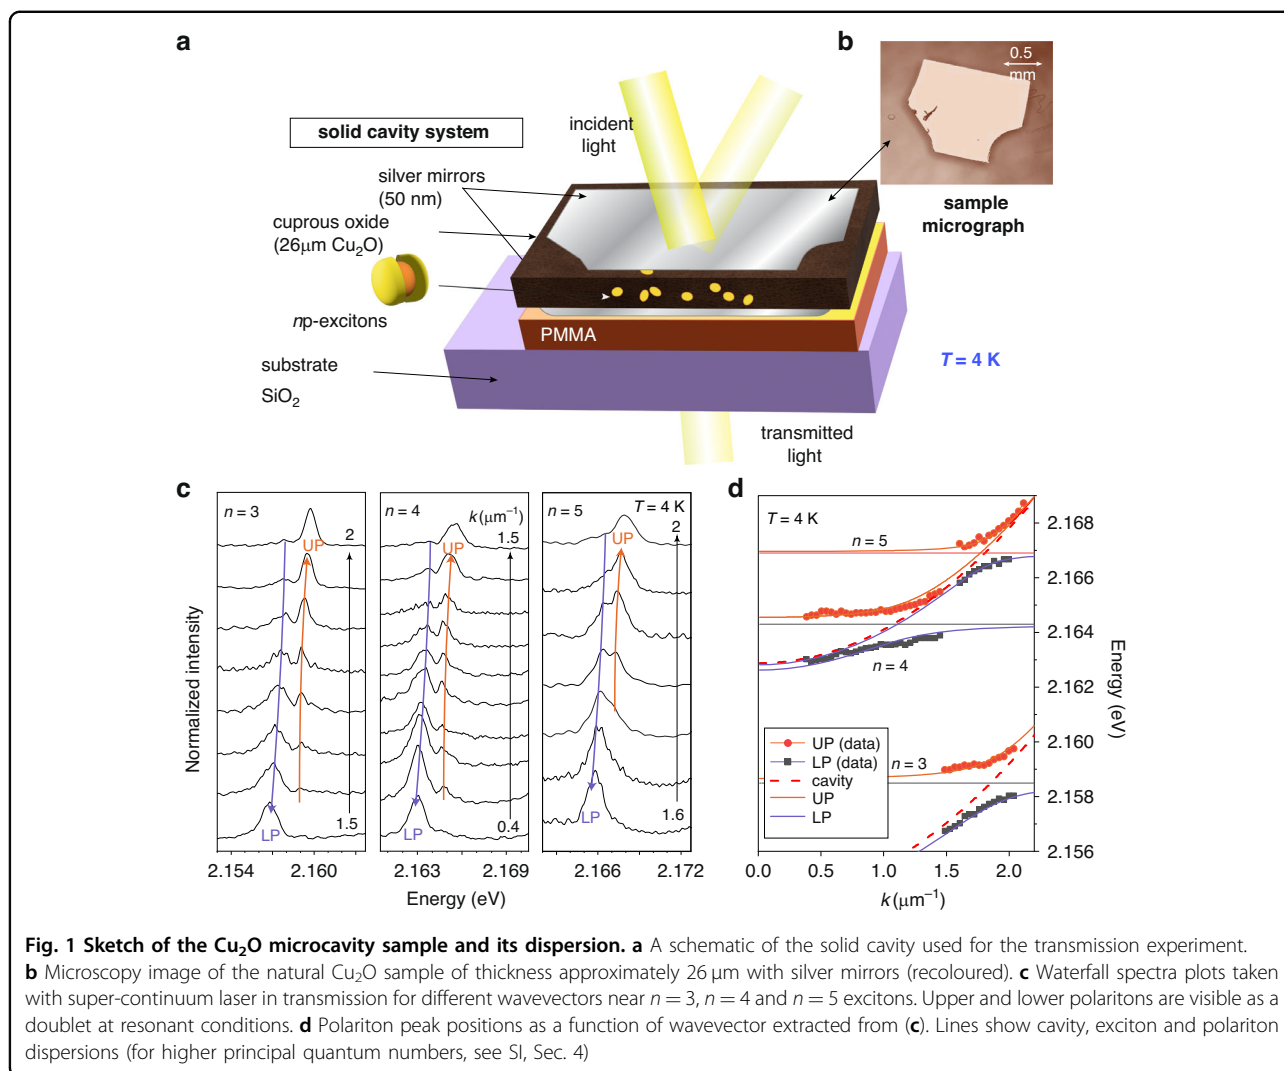 a
b
0.5
mm
sample
micrograph
solid cavity system
incident
light
silver mirrors
(50 nm)
cuprous oxide
(26μm Cu₂O)
np-excitons
PMMA
substrate
SiO₂
T = 4 K
transmitted
light
c
Normalized intensity
n = 3
2
UP
LP
1.5
2.154 2.160
n = 4
k (μm⁻¹)
1.5
UP
LP
0.4
2.163 2.169
n = 5
T = 4 K
2
UP
LP
1.6
2.166 2.172
Energy (eV)
d
T = 4 K
n = 5
n = 4
n = 3
UP (data)
LP (data)
cavity
UP
LP
2.168
2.166
2.164
2.162
2.160
2.158
2.156
Energy (eV)
0.0 0.5 1.0 1.5 2.0
k (μm⁻¹)
Fig. 1 Sketch of the Cu₂O microcavity sample and its dispersion. a A schematic of the solid cavity used for the transmission experiment.
b Microscopy image of the natural Cu₂O sample of thickness approximately 26 μm with silver mirrors (recoloured). c Waterfall spectra plots taken
with super-continuum laser in transmission for different wavevectors near n = 3, n = 4 and n = 5 excitons. Upper and lower polaritons are visible as a
doublet at resonant conditions. d Polariton peak positions as a function of wavevector extracted from (c). Lines show cavity, exciton and polariton
dispersions (for higher principal quantum numbers, see SI, Sec. 4)